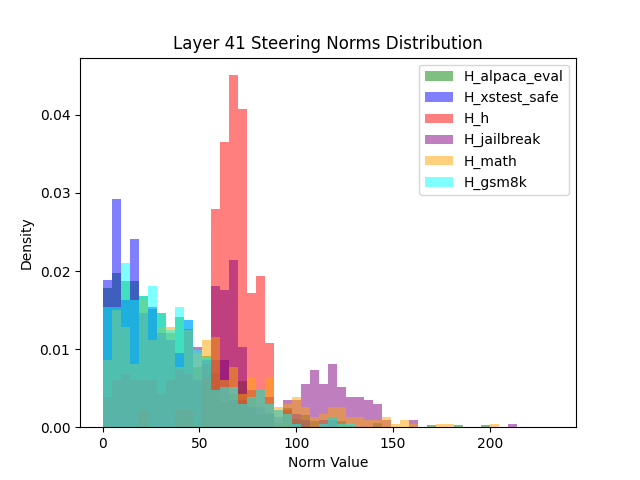 Layer 41 Steering Norms Distribution
H_alpaca_eval
H_xstest_safe
H_h
H_jailbreak
H_math
H_gsm8k
Density
0.04
0.03
0.02
0.01
0.00
0
50
100
150
200
Norm Value